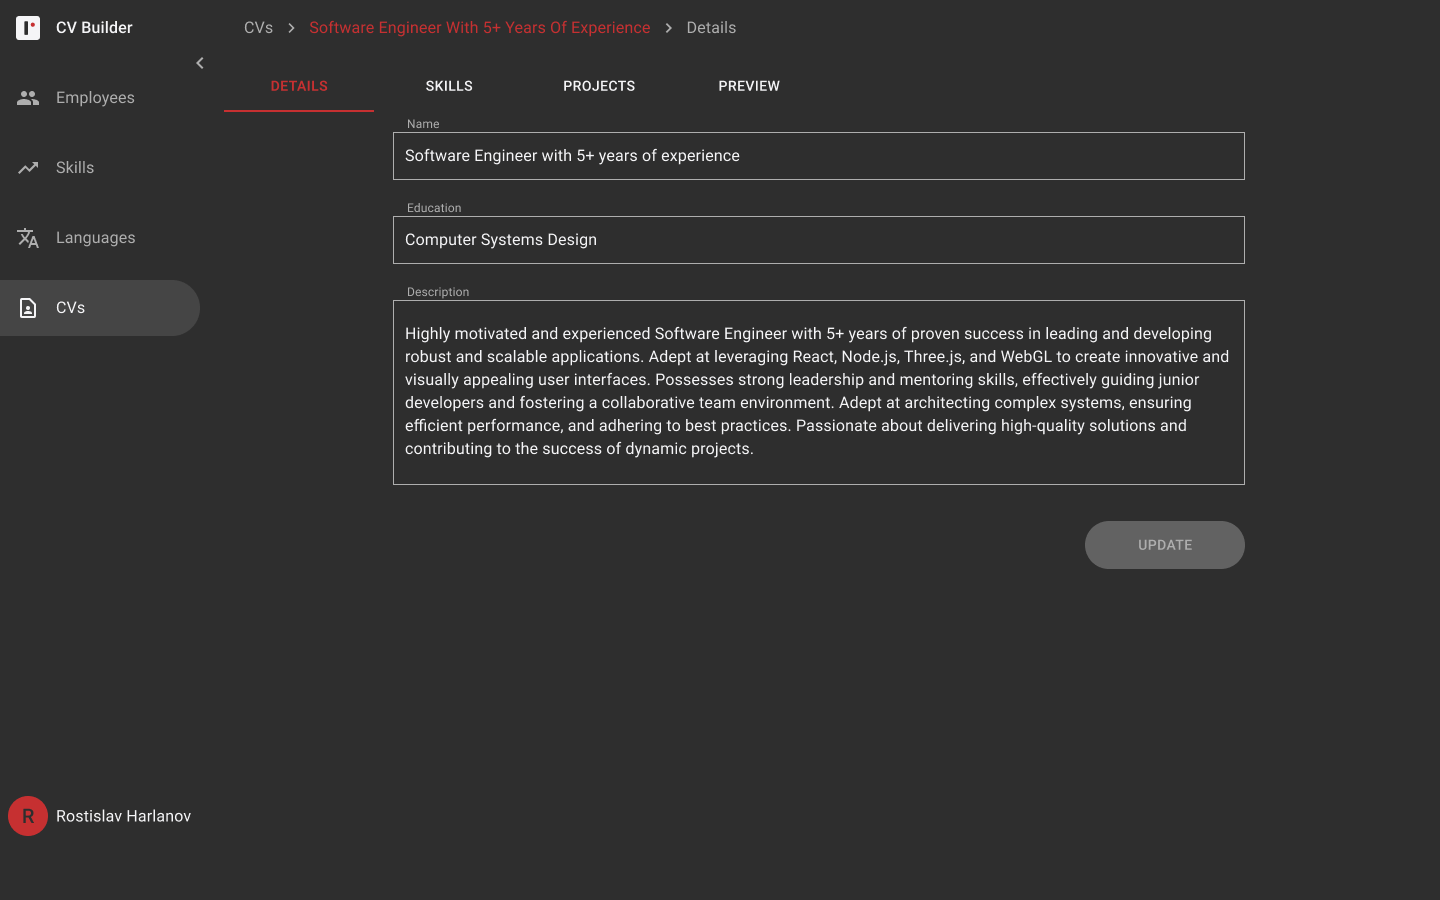 CV Builder
CVs
Software Engineer With 5+ Years Of Experience
Details
Employees
Skills
Languages
CVs
DETAILS
SKILLS
PROJECTS
PREVIEW
Name
Software Engineer with 5+ years of experience
Education
Computer Systems Design
Description
Highly motivated and experienced Software Engineer with 5+ years of proven success in leading and developing
robust and scalable applications. Adept at leveraging React, Node.js, Three.js, and WebGL to create innovative and
visually appealing user interfaces. Possesses strong leadership and mentoring skills, effectively guiding junior
developers and fostering a collaborative team environment. Adept at architecting complex systems, ensuring
efficient performance, and adhering to best practices. Passionate about delivering high-quality solutions and
contributing to the success of dynamic projects.
UPDATE
R
Rostislav Harlanov